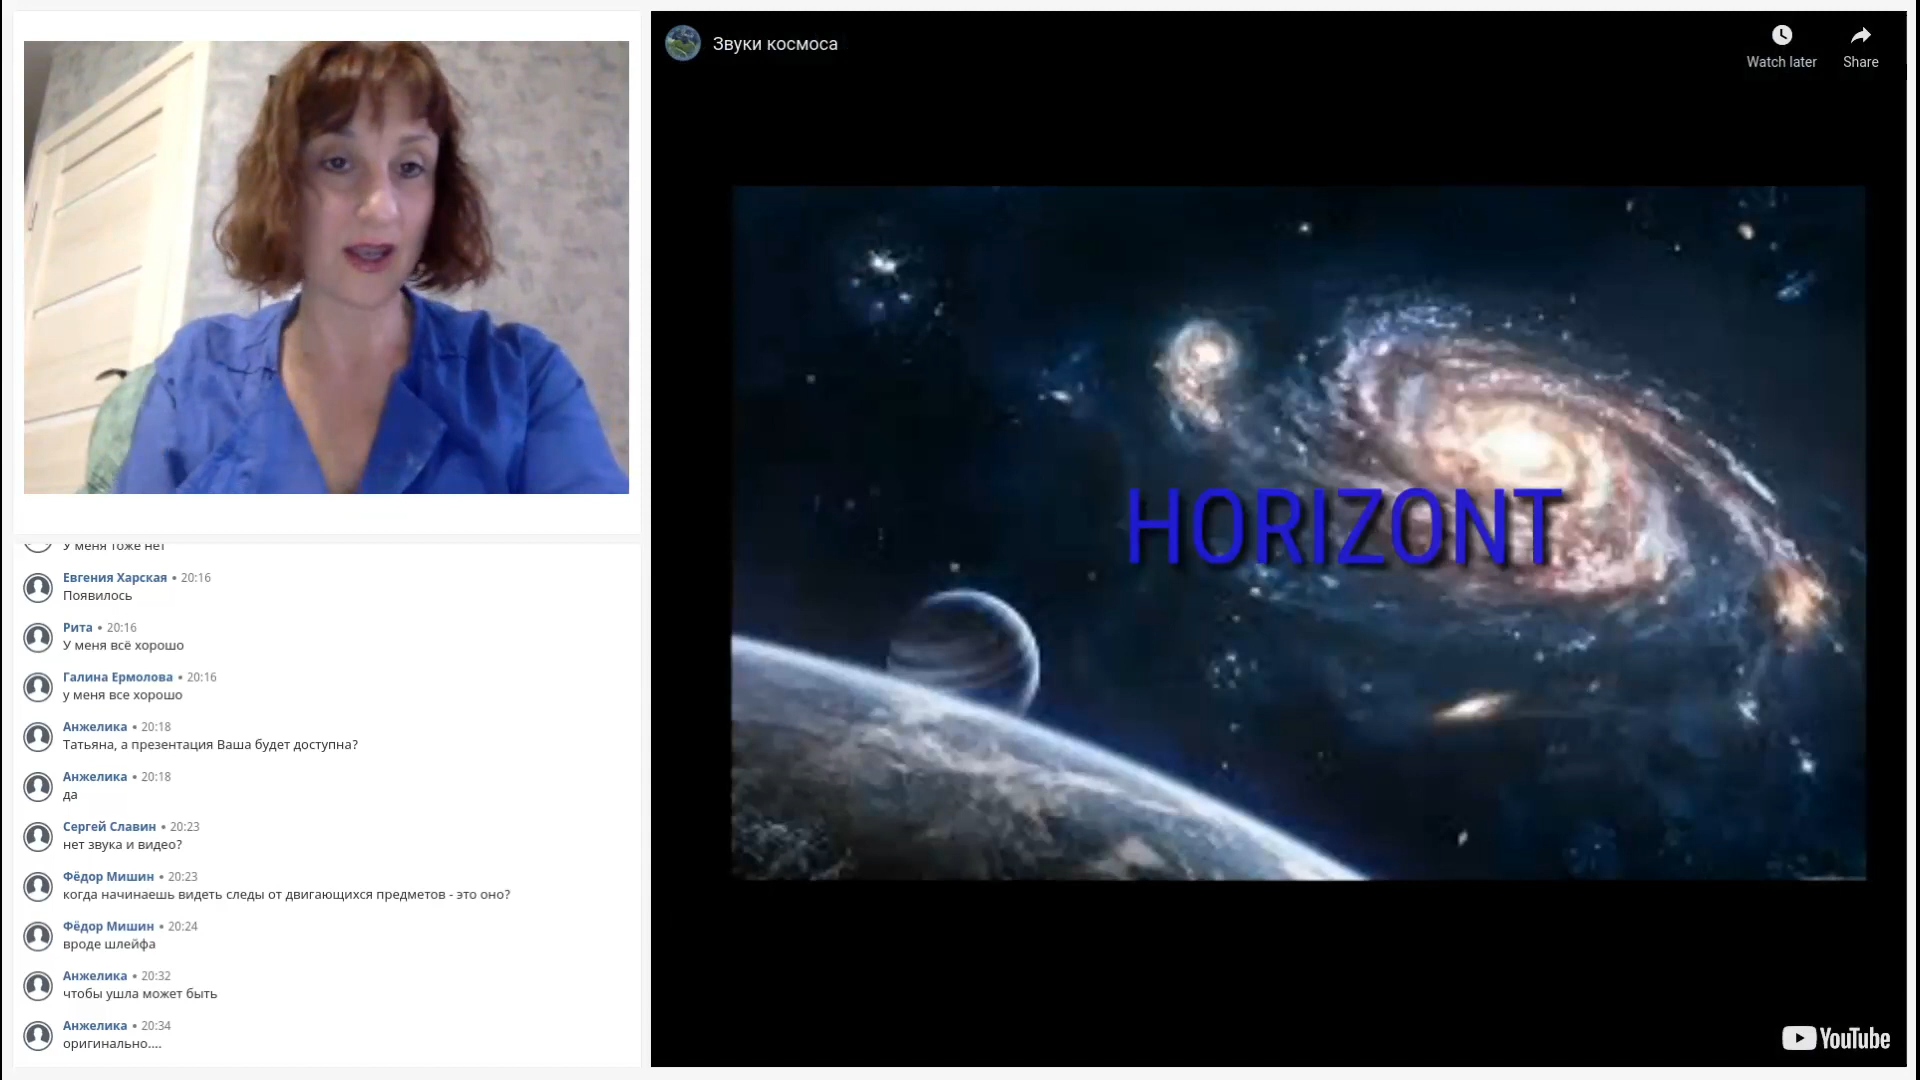 Звуки космоса
Watch later
Share
HORIZONT
YouTube
У меня тоже нет
Евгения Харская • 20:16
Появилось
Рита • 20:16
У меня всё хорошо
Галина Ермолова • 20:16
у меня все хорошо
Анжелика • 20:18
Татьяна, а презентация Ваша будет доступна?
Анжелика • 20:18
да
Сергей Славин • 20:23
нет звука и видео?
Фёдор Мишин • 20:23
когда начинаешь видеть следы от двигающихся предметов - это оно?
Фёдор Мишин • 20:24
вроде шлейфа
Анжелика • 20:32
чтобы ушла может быть
Анжелика • 20:34
оригинально....